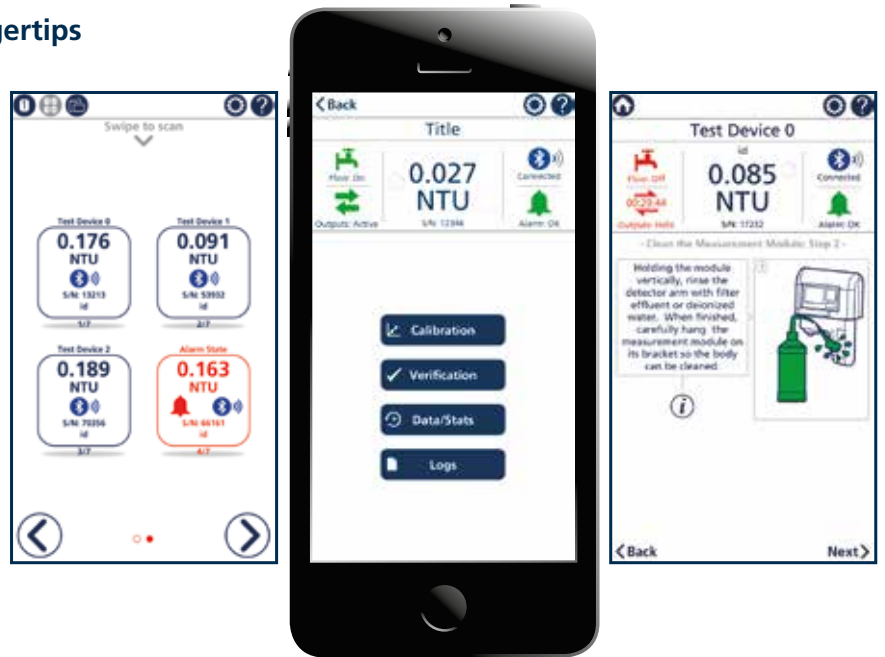 gertips
Swipe to scan
Test Device 0
0.176
NTU
S/N: 13213
id
1/7
Test Device 1
0.091
NTU
S/N: 53932
id
2/7
Test Device 2
0.189
NTU
S/N: 70356
id
3/7
Alarm State
0.163
NTU
S/N: 66161
id
4/7
Back
Title
Flow: On
0.027
NTU
Connected
Outputs: Active
S/N: 12346
Alarm: OK
Calibration
Verification
Data/Stats
Logs
Test Device 0
id
Flow: Off
0.085
NTU
Connected
00:29:44
Outputs: Held
S/N: 17232
Alarm: OK
- Clean the Measurement Module: Step 2 -
Holding the module
vertically, rinse the
detector arm with filter
effluent or deionized
water. When finished,
carefully hang the
measurement module on
its bracket so the body
can be cleaned
i
Back
Next